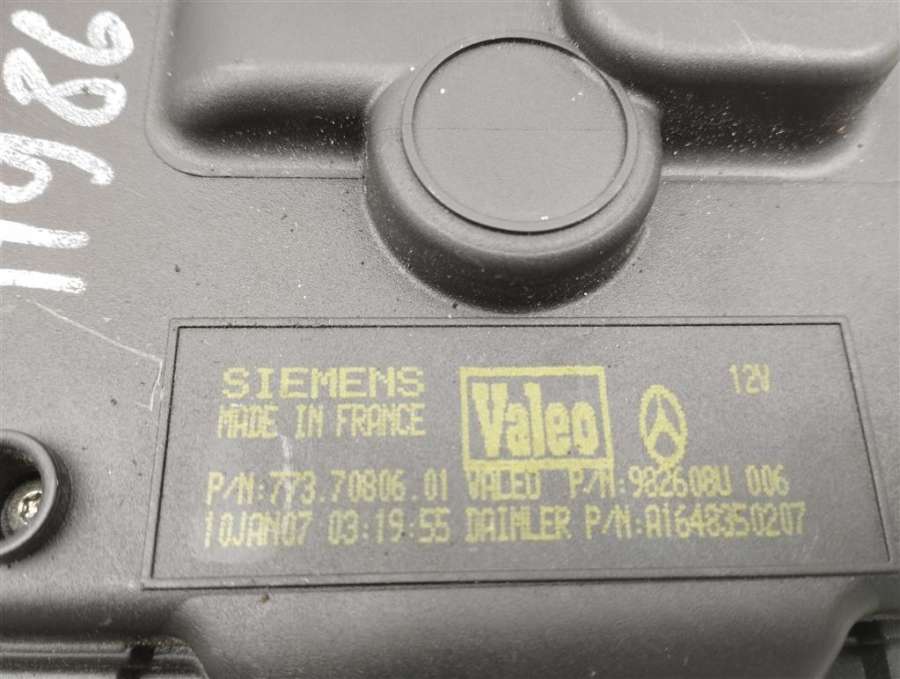 11986
SIEMENS
MADE IN FRANCE
Valeo
12V
P/N:773.70806.01 VALEO P/N:982608U 006
10JAN07 03:19:55 DAIMLER P/N:A1648350207